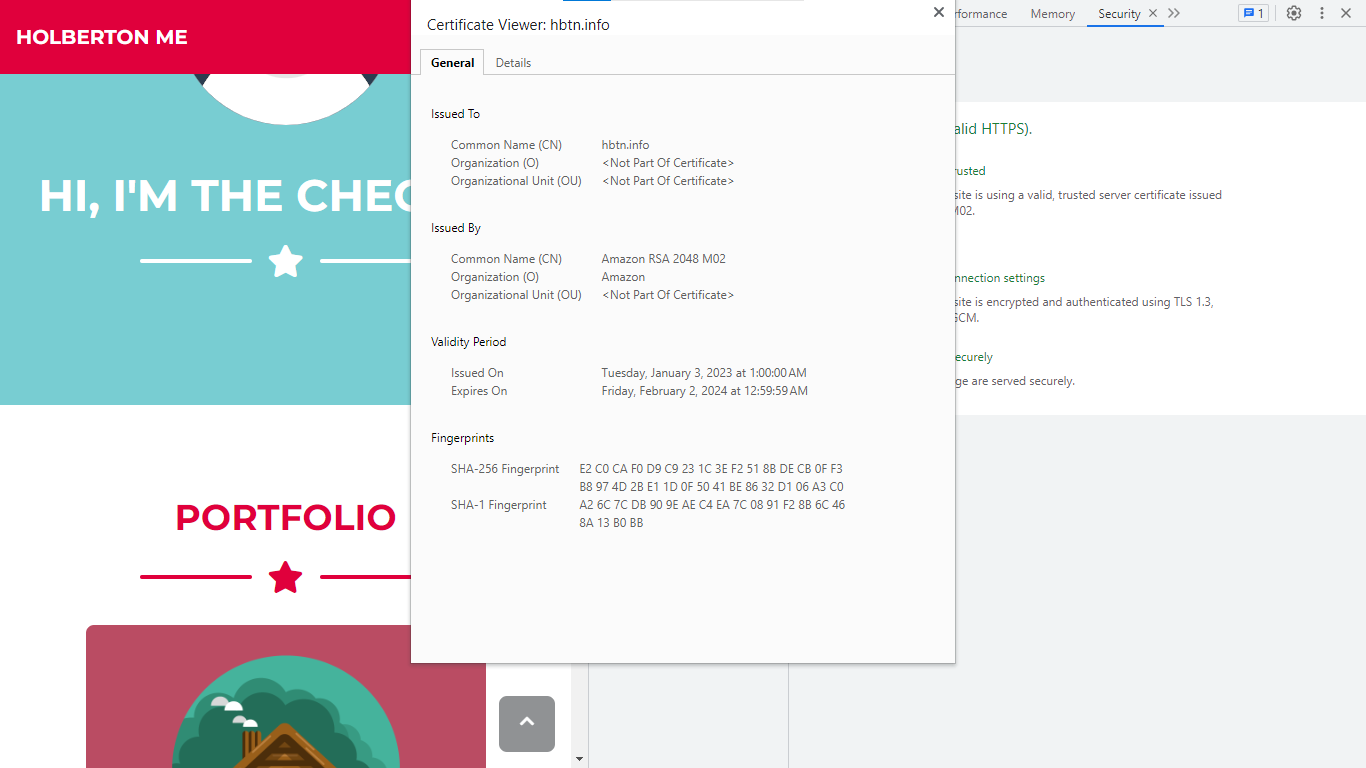 HOLBERTON ME
HI, I'M THE CHEC
PORTFOLIO
Certificate Viewer: hbtn.info
General Details
Issued To
Common Name (CN) hbtn.info
Organization (O) <Not Part Of Certificate>
Organizational Unit (OU) <Not Part Of Certificate>
Issued By
Common Name (CN) Amazon RSA 2048 M02
Organization (O) Amazon
Organizational Unit (OU) <Not Part Of Certificate>
Validity Period
Issued On Tuesday, January 3, 2023 at 1:00:00 AM
Expires On Friday, February 2, 2024 at 12:59:59 AM
Fingerprints
SHA-256 Fingerprint E2 C0 CA F0 D9 C9 23 1C 3E F2 51 8B DE CB 0F F3
B8 97 4D 2B E1 1D 0F 50 41 BE 86 32 D1 06 A3 C0
SHA-1 Fingerprint A2 6C 7C DB 90 9E AE C4 EA 7C 08 91 F2 8B 6C 46
8A 13 B0 BB
formance Memory Security 1
alid HTTPS).
rusted
site is using a valid, trusted server certificate issued
M02.
nnection settings
site is encrypted and authenticated using TLS 1.3,
GCM.
ecurely
ge are served securely.